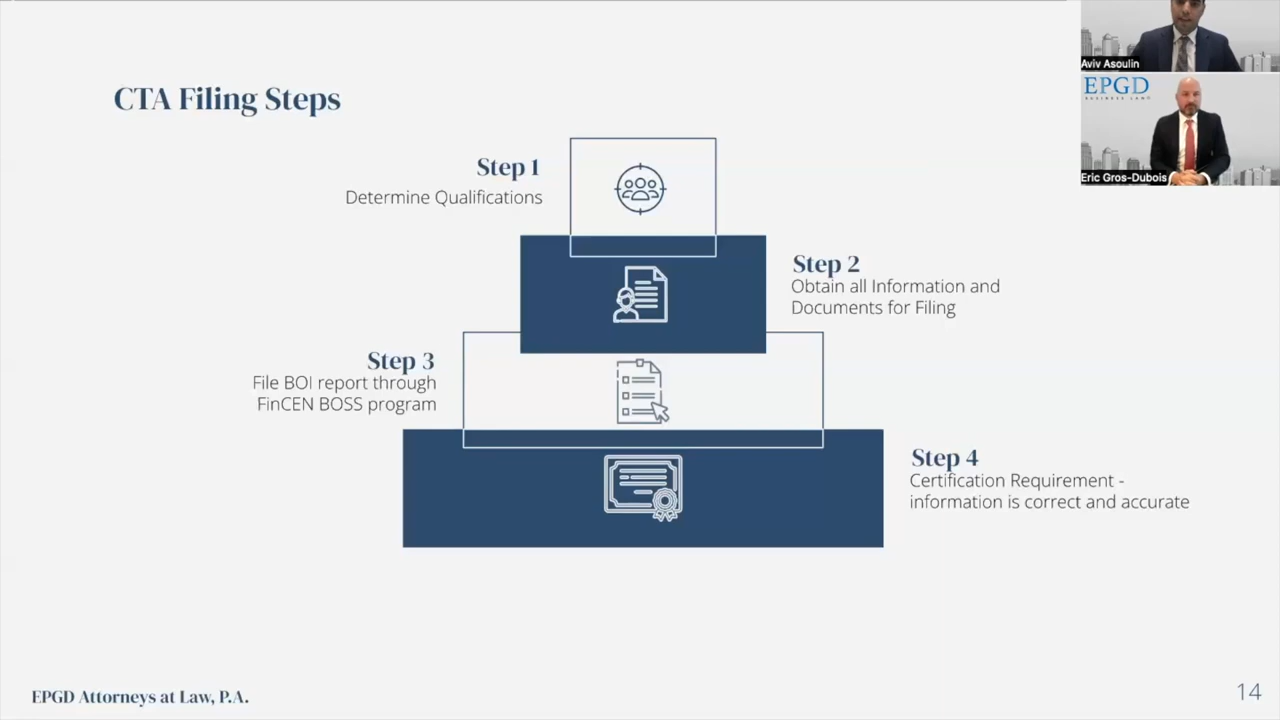 CTA Filing Steps
Step 1
Determine Qualifications
Step 2
Obtain all Information and
Documents for Filing
Step 3
File BOI report through
FinCEN BOSS program
Step 4
Certification Requirement -
information is correct and accurate
EPGD Attorneys at Law, P.A.
14
Aviv Asoulin
EPGD
BUSINESS LAW
Eric Gros-Dubois